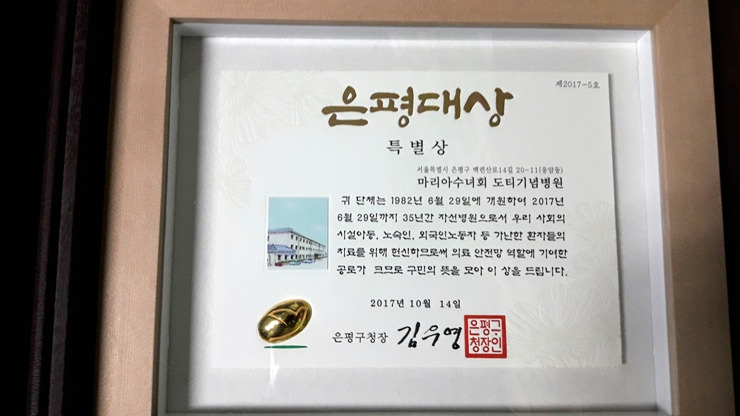 제2017-5호
은평대상
특별상
서울특별시 은평구 백련산로14길 20-11(응암동)
마리아수녀회 도티기념병원
귀 단체는 1982년 6월 29일에 개원하여 2017년
6월 29일까지 35년간 자선병원으로서 우리 사회의
시설아동, 노숙인, 외국인노동자 등 가난한 환자들의
치료를 위해 헌신하므로써 의료 안전망 역할에 기여한
공로가 크므로 구민의 뜻을 모아 이 상을 드립니다.
2017년 10월 14일
은평구청장 김우영
은평구
청장인